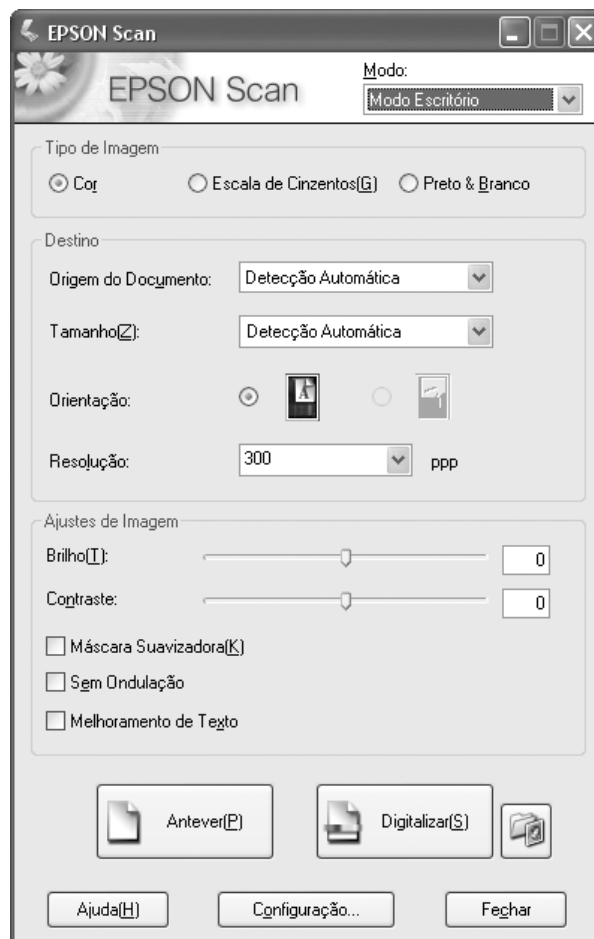 EPSON Scan
EPSON Scan
Modo:
Modo Escritório
Tipo de Imagem
Cor
Escala de Cinzentos(G)
Preto & Branco
Destino
Origem do Documento:
Detecção Automática
Tamanho(Z):
Detecção Automática
Orientação:
A
Resolução:
300
ppp
Ajustes de Imagem
Brilho(T):
0
Contraste:
0
Máscara Suavizadora(K)
Sem Ondulação
Melhoramento de Texto
Antever(P)
Digitalizar(S)
Ajuda(H)
Configuração...
Fechar